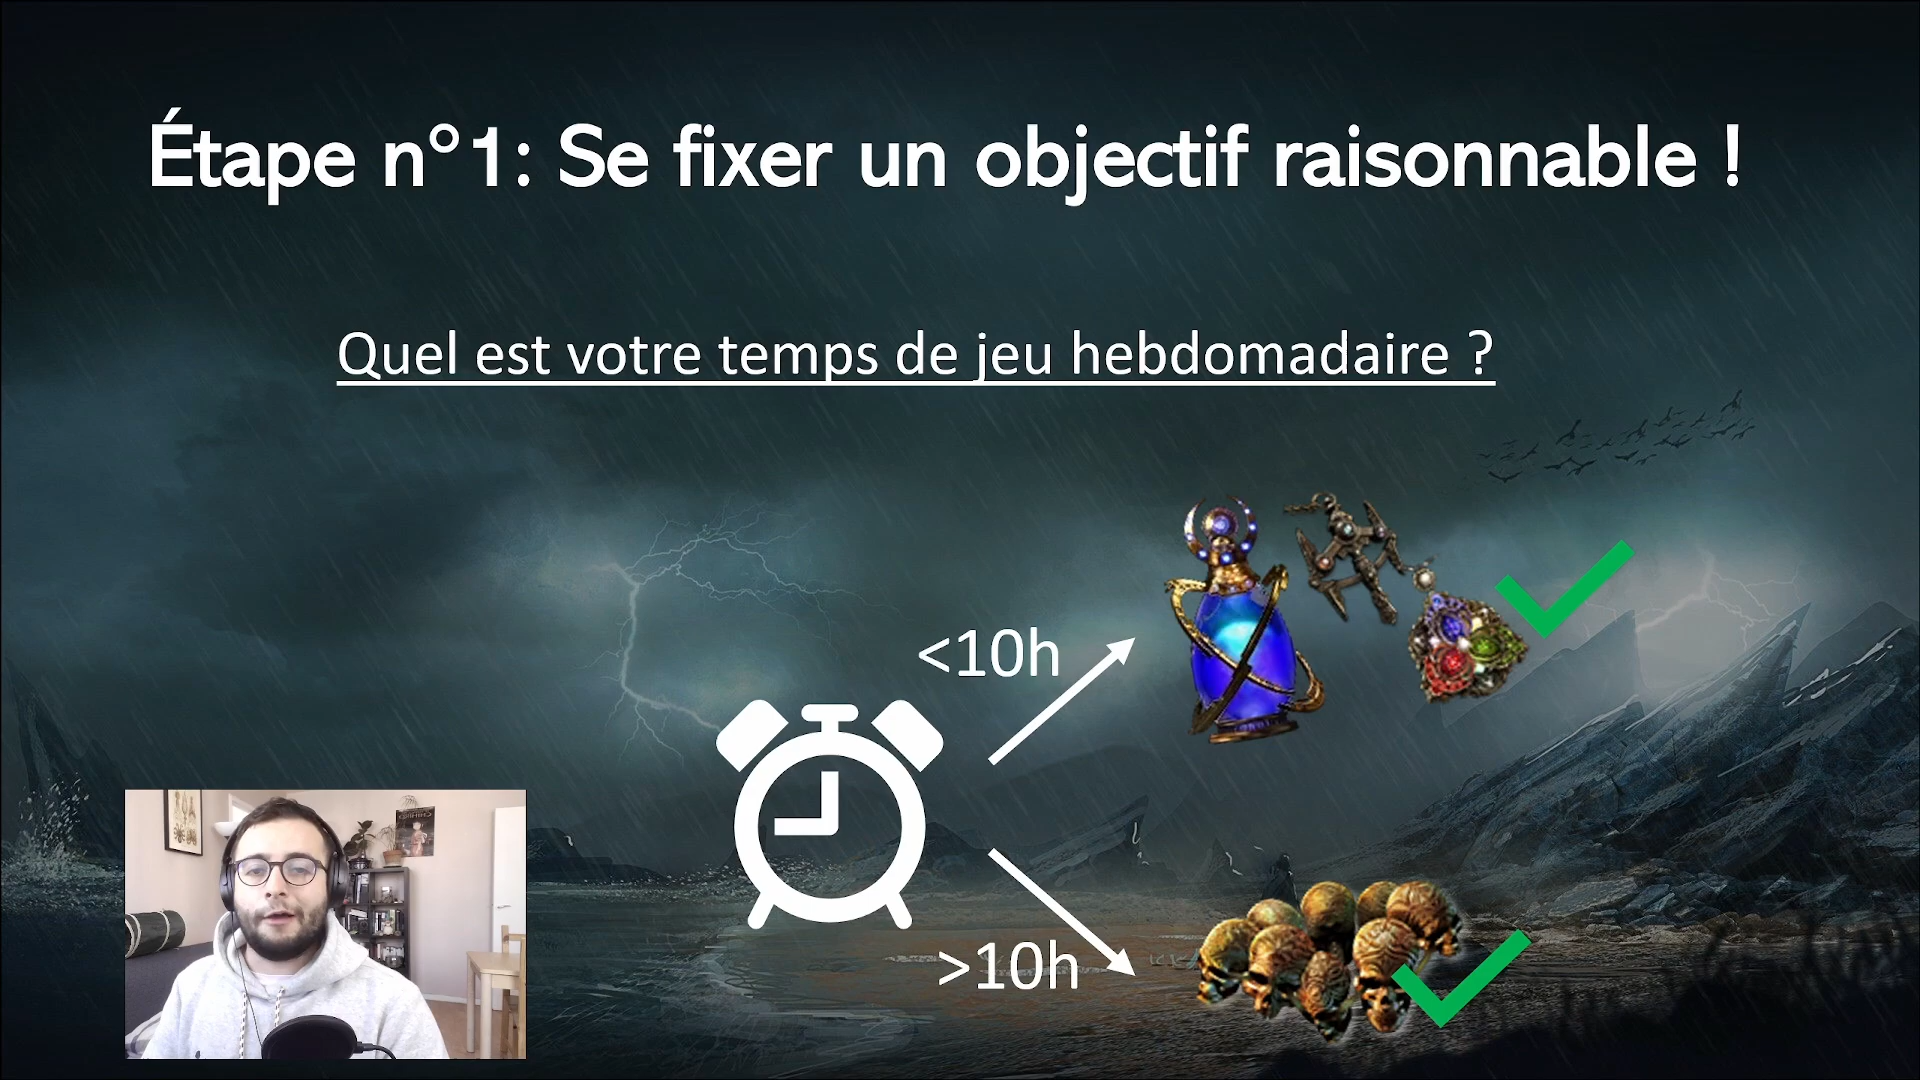 Étape n°1: Se fixer un objectif raisonnable !
Quel est votre temps de jeu hebdomadaire ?
<10h
>10h